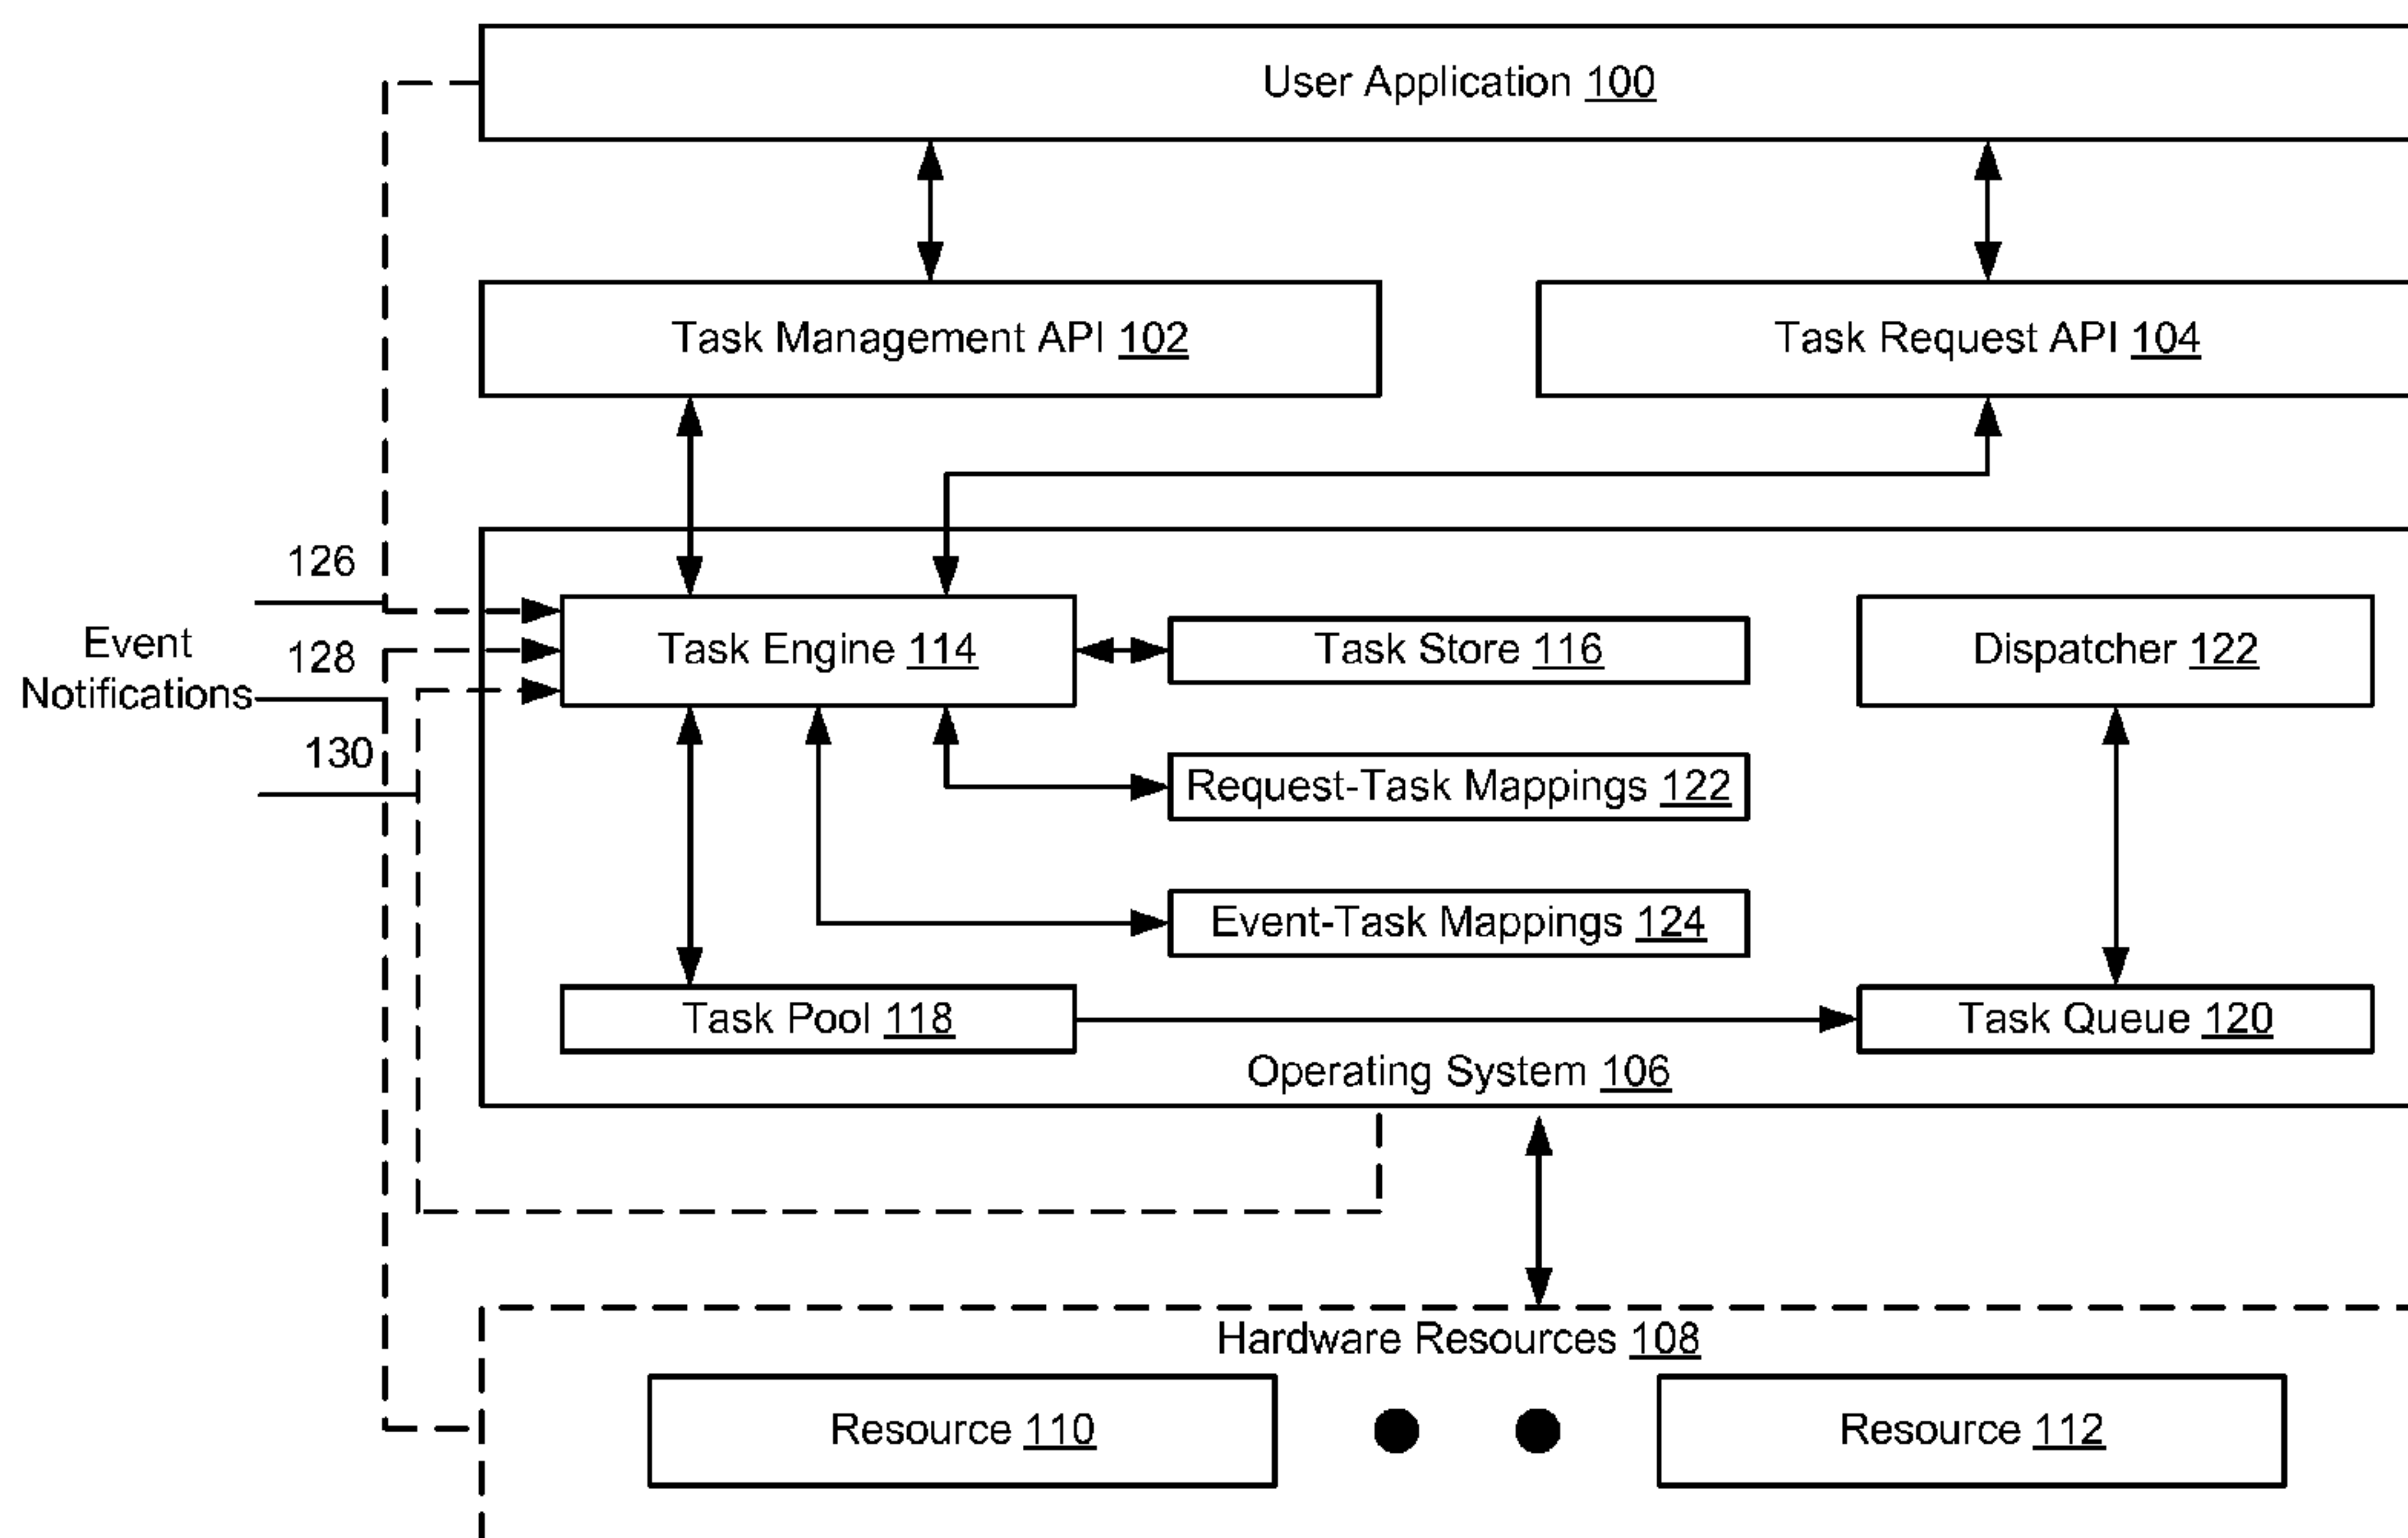 User Application 100
Task Management API 102
Task Request API 104
126
Event
Notifications
128
130
Task Engine 114
Task Store 116
Dispatcher 122
Request-Task Mappings 122
Event-Task Mappings 124
Task Pool 118
Task Queue 120
Operating System 106
Hardware Resources 108
Resource 110
Resource 112